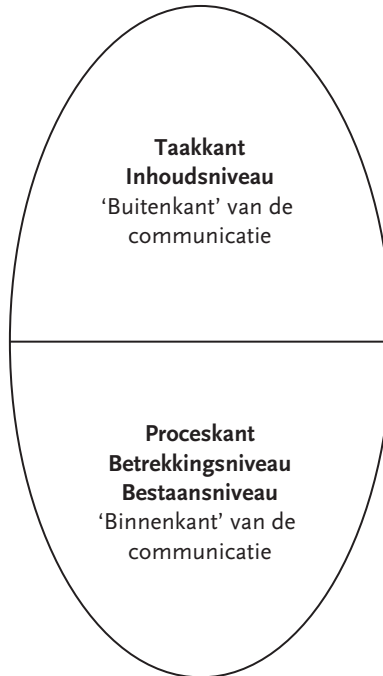 Taakkant
Inhoudsniveau
‘Buitenkant’ van de
communicatie
Proceskant
Betrekkingsniveau
Bestaansniveau
‘Binnenkant’ van de
communicatie